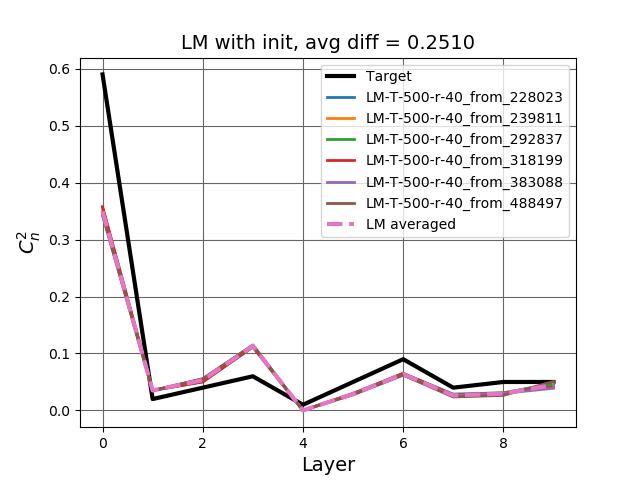 LM with init, avg diff = 0.2510
Target
LM-T-500-r-40_from_228023
LM-T-500-r-40_from_239811
LM-T-500-r-40_from_292837
LM-T-500-r-40_from_318199
LM-T-500-r-40_from_383088
LM-T-500-r-40_from_488497
LM averaged
0.6
0.5
0.4
0.3
0.2
0.1
0.0
$C_n^2$
0 2 4 6 8
Layer